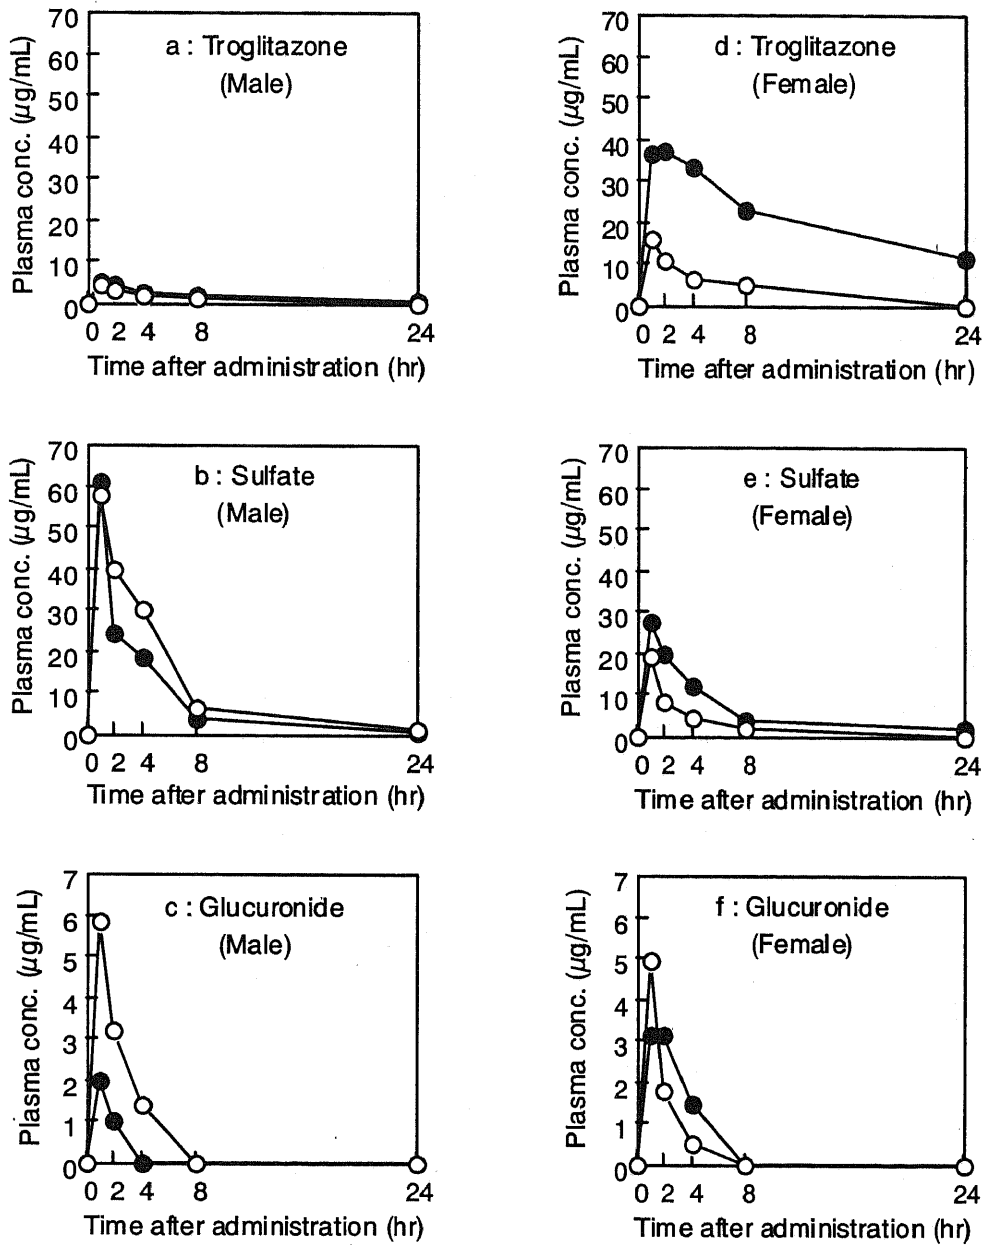 70
60
50
40
30
20
10
0
Plasma conc. (µg/mL)
a : Troglitazone
(Male)
0 2 4 8 24
Time after administration (hr)
70
60
50
40
30
20
10
0
Plasma conc. (µg/mL)
d : Troglitazone
(Female)
0 2 4 8 24
Time after administration (hr)
70
60
50
40
30
20
10
0
Plasma conc. (µg/mL)
b : Sulfate
(Male)
0 2 4 8 24
Time after administration (hr)
70
60
50
40
30
20
10
0
Plasma conc. (µg/mL)
e : Sulfate
(Female)
0 2 4 8 24
Time after administration (hr)
7
6
5
4
3
2
1
0
Plasma conc. (µg/mL)
c : Glucuronide
(Male)
0 2 4 8 24
Time after administration (hr)
7
6
5
4
3
2
1
0
Plasma conc. (µg/mL)
f : Glucuronide
(Female)
0 2 4 8 24
Time after administration (hr)